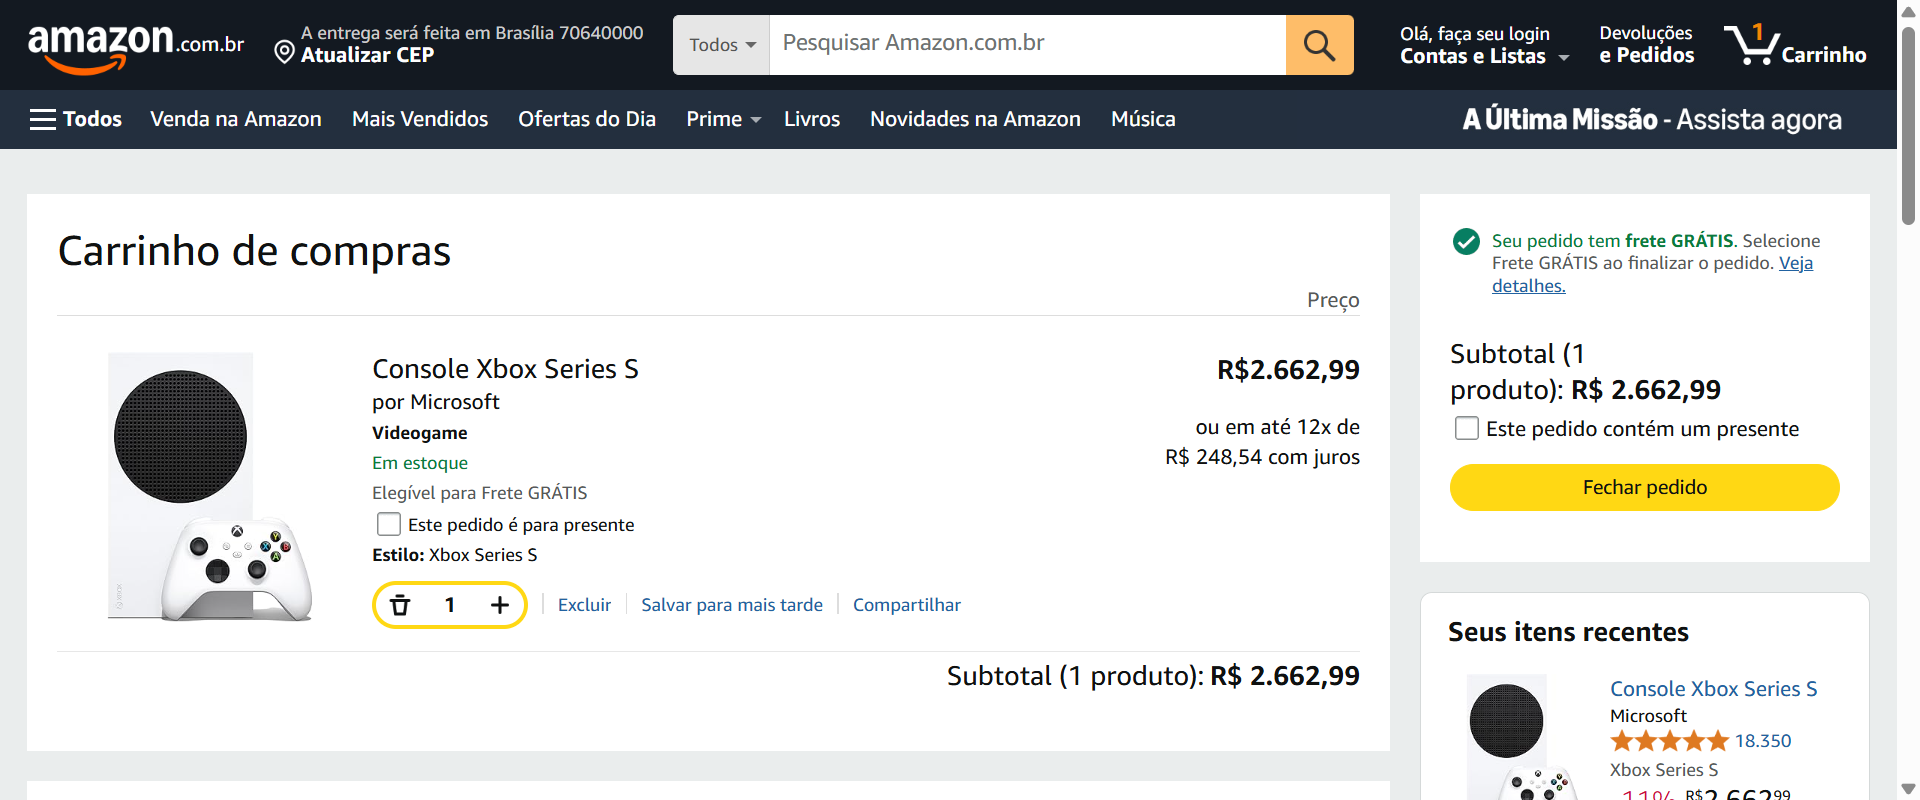 amazon.com.br
A entrega será feita em Brasília 70640000
Atualizar CEP
Todos
Pesquisar Amazon.com.br
Olá, faça seu login
Contas e Listas
Devoluções
e Pedidos
1
Carrinho
Todos
Venda na Amazon
Mais Vendidos
Ofertas do Dia
Prime
Livros
Novidades na Amazon
Música
A Última Missão - Assista agora
Carrinho de compras
Preço
Console Xbox Series S
R$2.662,99
por Microsoft
Videogame
ou em até 12x de
R$ 248,54 com juros
Em estoque
Elegível para Frete GRÁTIS
Este pedido é para presente
Estilo: Xbox Series S
1
Excluir
Salvar para mais tarde
Compartilhar
Subtotal (1 produto): R$ 2.662,99
Seu pedido tem frete GRÁTIS. Selecione
Frete GRÁTIS ao finalizar o pedido. Veja
detalhes.
Subtotal (1
produto): R$ 2.662,99
Este pedido contém um presente
Fechar pedido
Seus itens recentes
Console Xbox Series S
Microsoft
18.350
Xbox Series S
-11% R$2.662,99